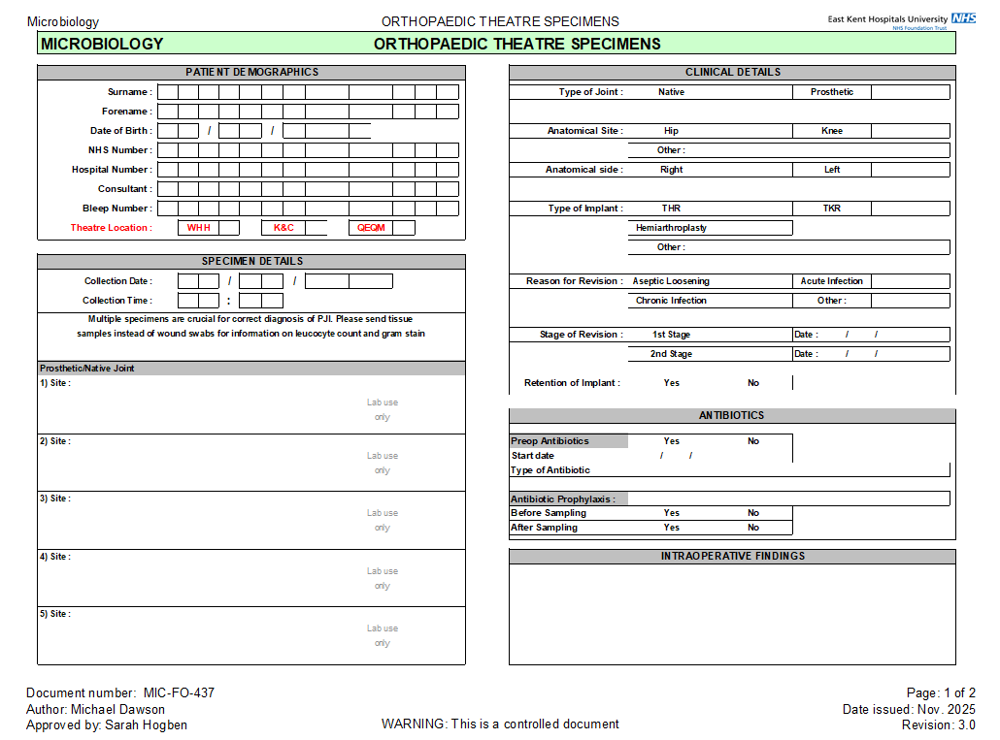 Microbiology
ORTHOPAEDIC THEATRE SPECIMENS
East Kent Hospitals University NHS
NHS Foundation Trust
MICROBIOLOGY ORTHOPAEDIC THEATRE SPECIMENS
PATIENT DEMOGRAPHICS
Surname :
Forename :
Date of Birth : / /
NHS Number :
Hospital Number :
Consultant :
Bleep Number :
Theatre Location : WHH K&C QEQM
SPECIMEN DETAILS
Collection Date : / /
Collection Time : :
Multiple specimens are crucial for correct diagnosis of PJI. Please send tissue
samples instead of wound swabs for information on leucocyte count and gram stain
Prosthetic/Native Joint
1) Site :
Lab use
only
2) Site :
Lab use
only
3) Site :
Lab use
only
4) Site :
Lab use
only
5) Site :
Lab use
only
CLINICAL DETAILS
Type of Joint : Native Prosthetic
Anatomical Site : Hip Knee
Other :
Anatomical side : Right Left
Type of Implant : THR TKR
Hemiarthroplasty
Other :
Reason for Revision : Aseptic Loosening Acute Infection
Chronic Infection Other :
Stage of Revision : 1st Stage Date : / /
2nd Stage Date : / /
Retention of Implant : Yes No
ANTIBIOTICS
Preop Antibiotics Yes No
Start date / /
Type of Antibiotic
Antibiotic Prophylaxis :
Before Sampling Yes No
After Sampling Yes No
INTRAOPERATIVE FINDINGS
Document number: MIC-FO-437
Author: Michael Dawson
Approved by: Sarah Hogben
WARNING: This is a controlled document
Page: 1 of 2
Date issued: Nov. 2025
Revision: 3.0